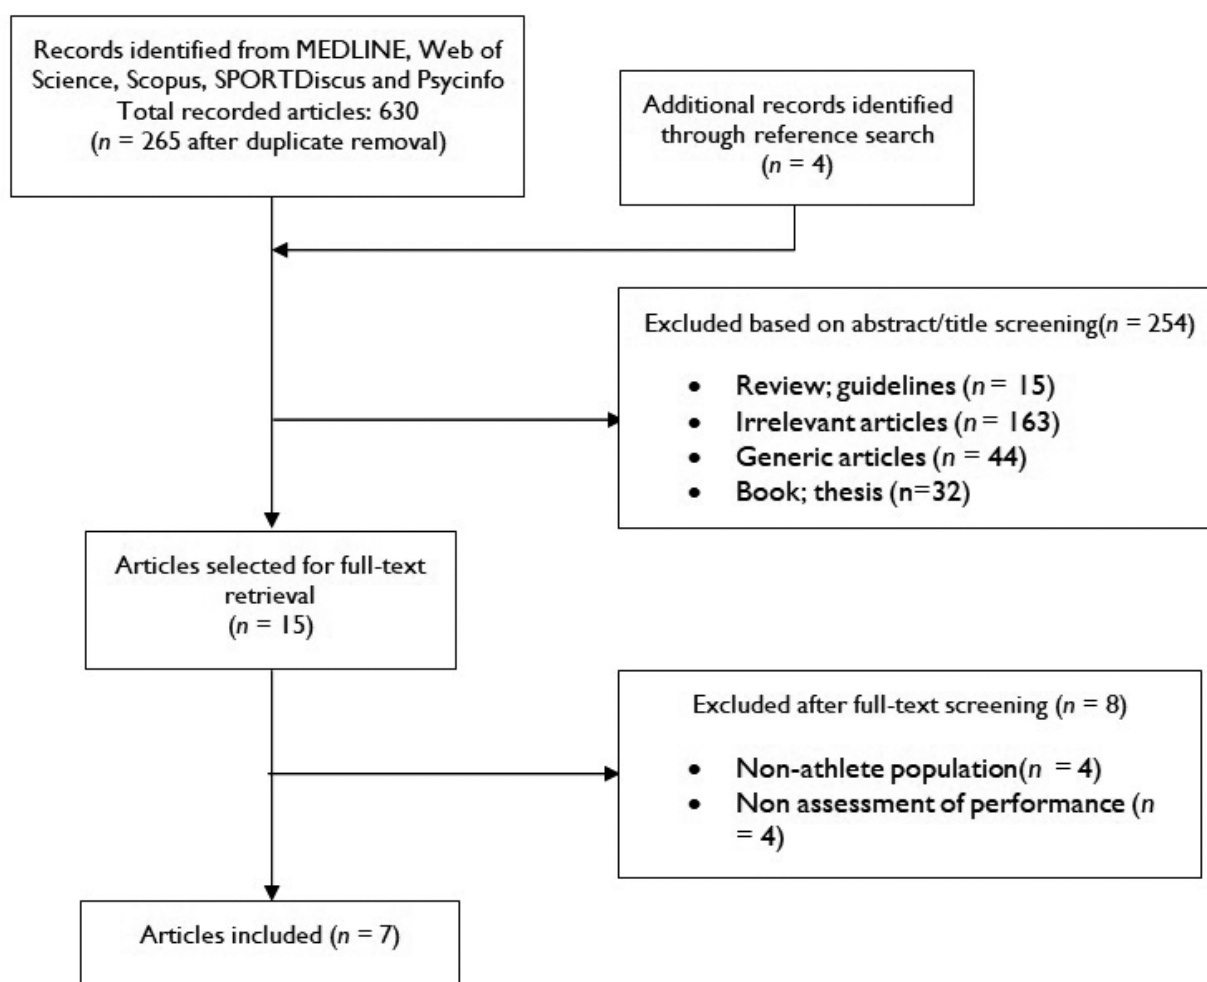 Records identified from MEDLINE, Web of
Science, Scopus, SPORTDiscus and Psycinfo
Total recorded articles: 630
(n = 265 after duplicate removal)
Additional records identified
through reference search
(n = 4)
Excluded based on abstract/title screening(n = 254)
• Review; guidelines (n = 15)
• Irrelevant articles (n = 163)
• Generic articles (n = 44)
• Book; thesis (n=32)
Articles selected for full-text
retrieval
(n = 15)
Excluded after full-text screening (n = 8)
• Non-athlete population(n = 4)
• Non assessment of performance (n
= 4)
Articles included (n = 7)